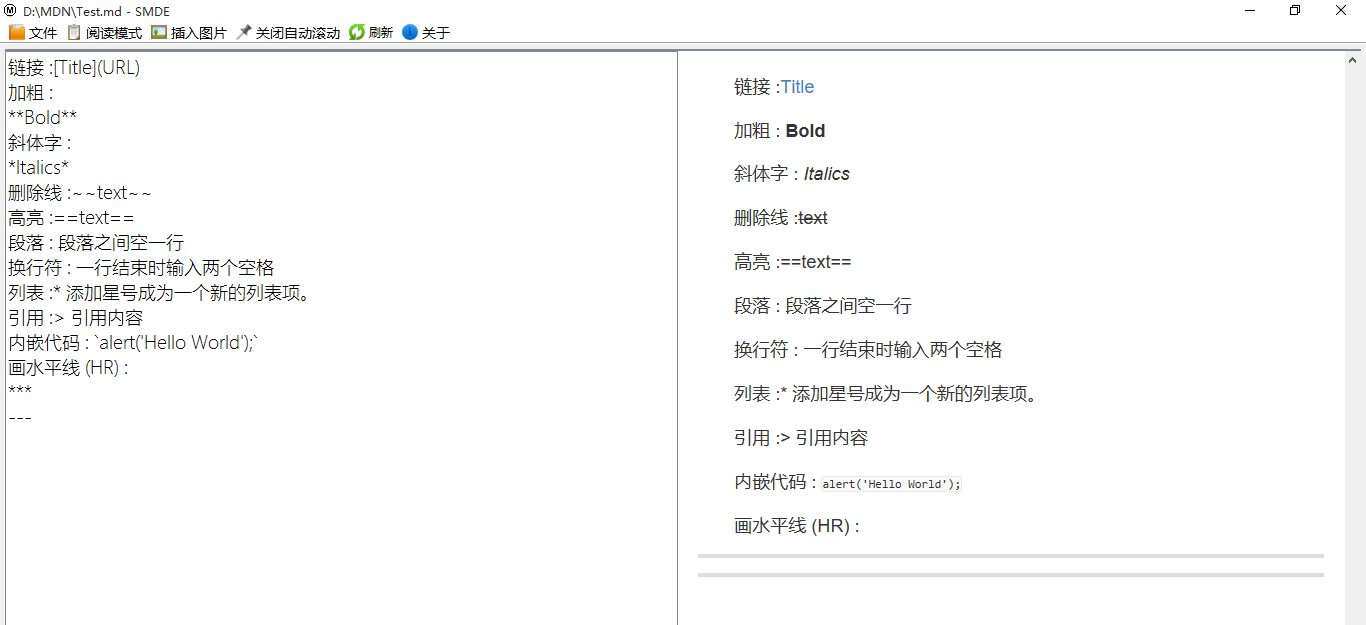 D:\MDN\Test.md - SMDE
文件 阅读模式 插入图片 关闭自动滚动 刷新 关于
链接 :[Title](URL)
加粗 :
**Bold**
斜体字 :
*Italics*
删除线 :~~text~~
高亮 :==text==
段落 : 段落之间空一行
换行符 : 一行结束时输入两个空格
列表 :* 添加星号成为一个新的列表项。
引用 :> 引用内容
内嵌代码 : `alert('Hello World');`
画水平线 (HR) :
***
---
链接 :Title
加粗 : Bold
斜体字 : Italics
删除线 :text
高亮 :==text==
段落 : 段落之间空一行
换行符 : 一行结束时输入两个空格
列表 :* 添加星号成为一个新的列表项。
引用 :> 引用内容
内嵌代码 : alert('Hello World');
画水平线 (HR) :